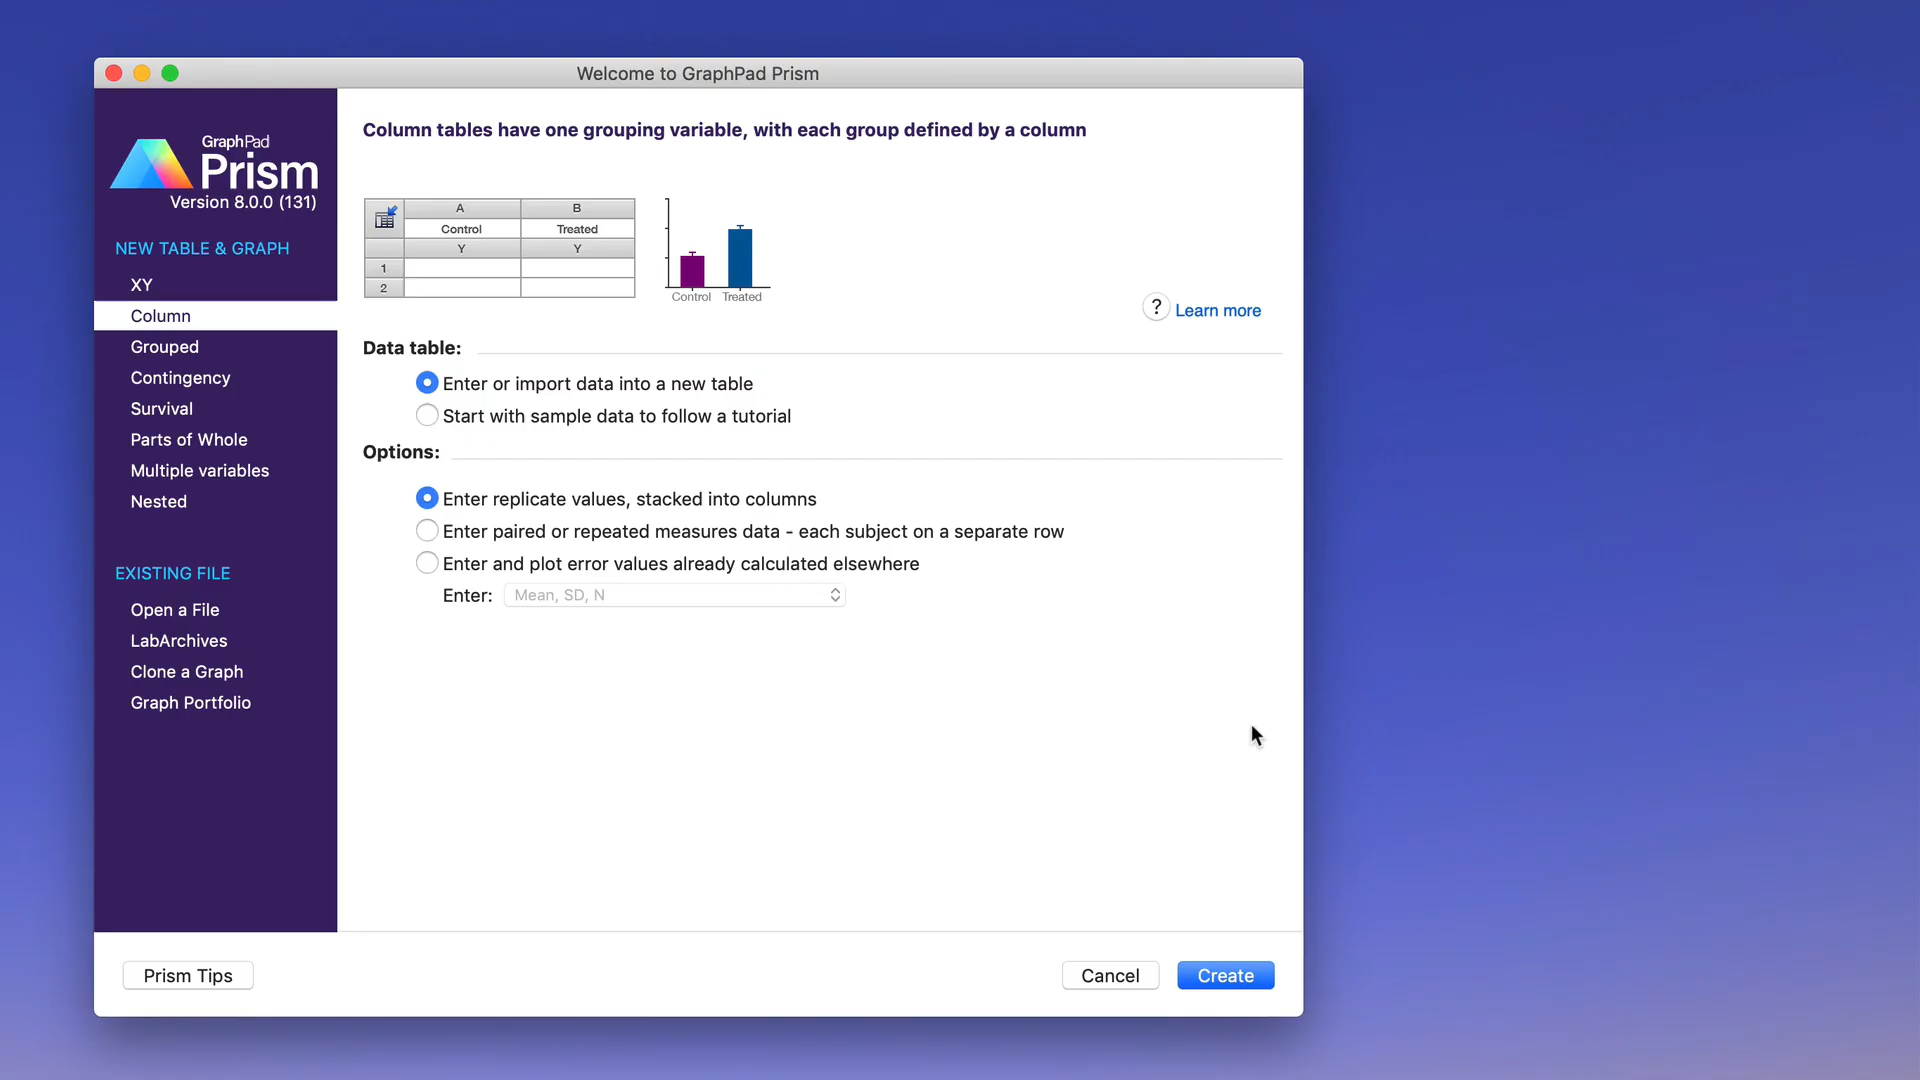 Welcome to GraphPad Prism
GraphPad
Prism
Version 8.0.0 (131)
NEW TABLE & GRAPH
XY
Column
Grouped
Contingency
Survival
Parts of Whole
Multiple variables
Nested
EXISTING FILE
Open a File
LabArchives
Clone a Graph
Graph Portfolio
Column tables have one grouping variable, with each group defined by a column
A B
Control Treated
Y Y
1
2
Control Treated
? Learn more
Data table:
Enter or import data into a new table
Start with sample data to follow a tutorial
Options:
Enter replicate values, stacked into columns
Enter paired or repeated measures data - each subject on a separate row
Enter and plot error values already calculated elsewhere
Enter: Mean, SD, N
Prism Tips Cancel Create